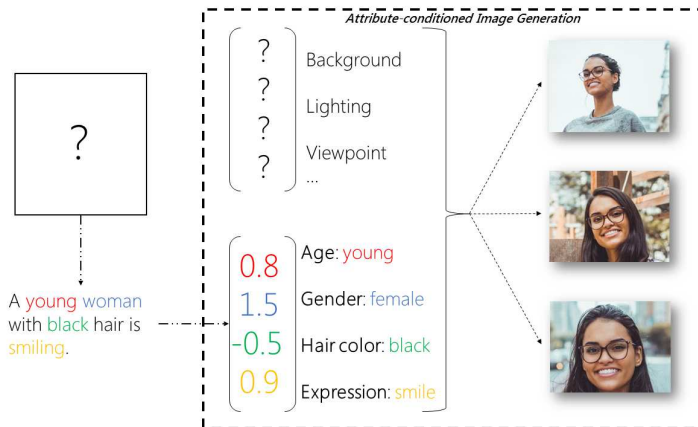 Attribute-conditioned Image Generation
?
?
?
?
Background
Lighting
Viewpoint
...
?
A young woman
with black hair is
smiling.
0.8
1.5
-0.5
0.9
Age: young
Gender: female
Hair color: black
Expression: smile